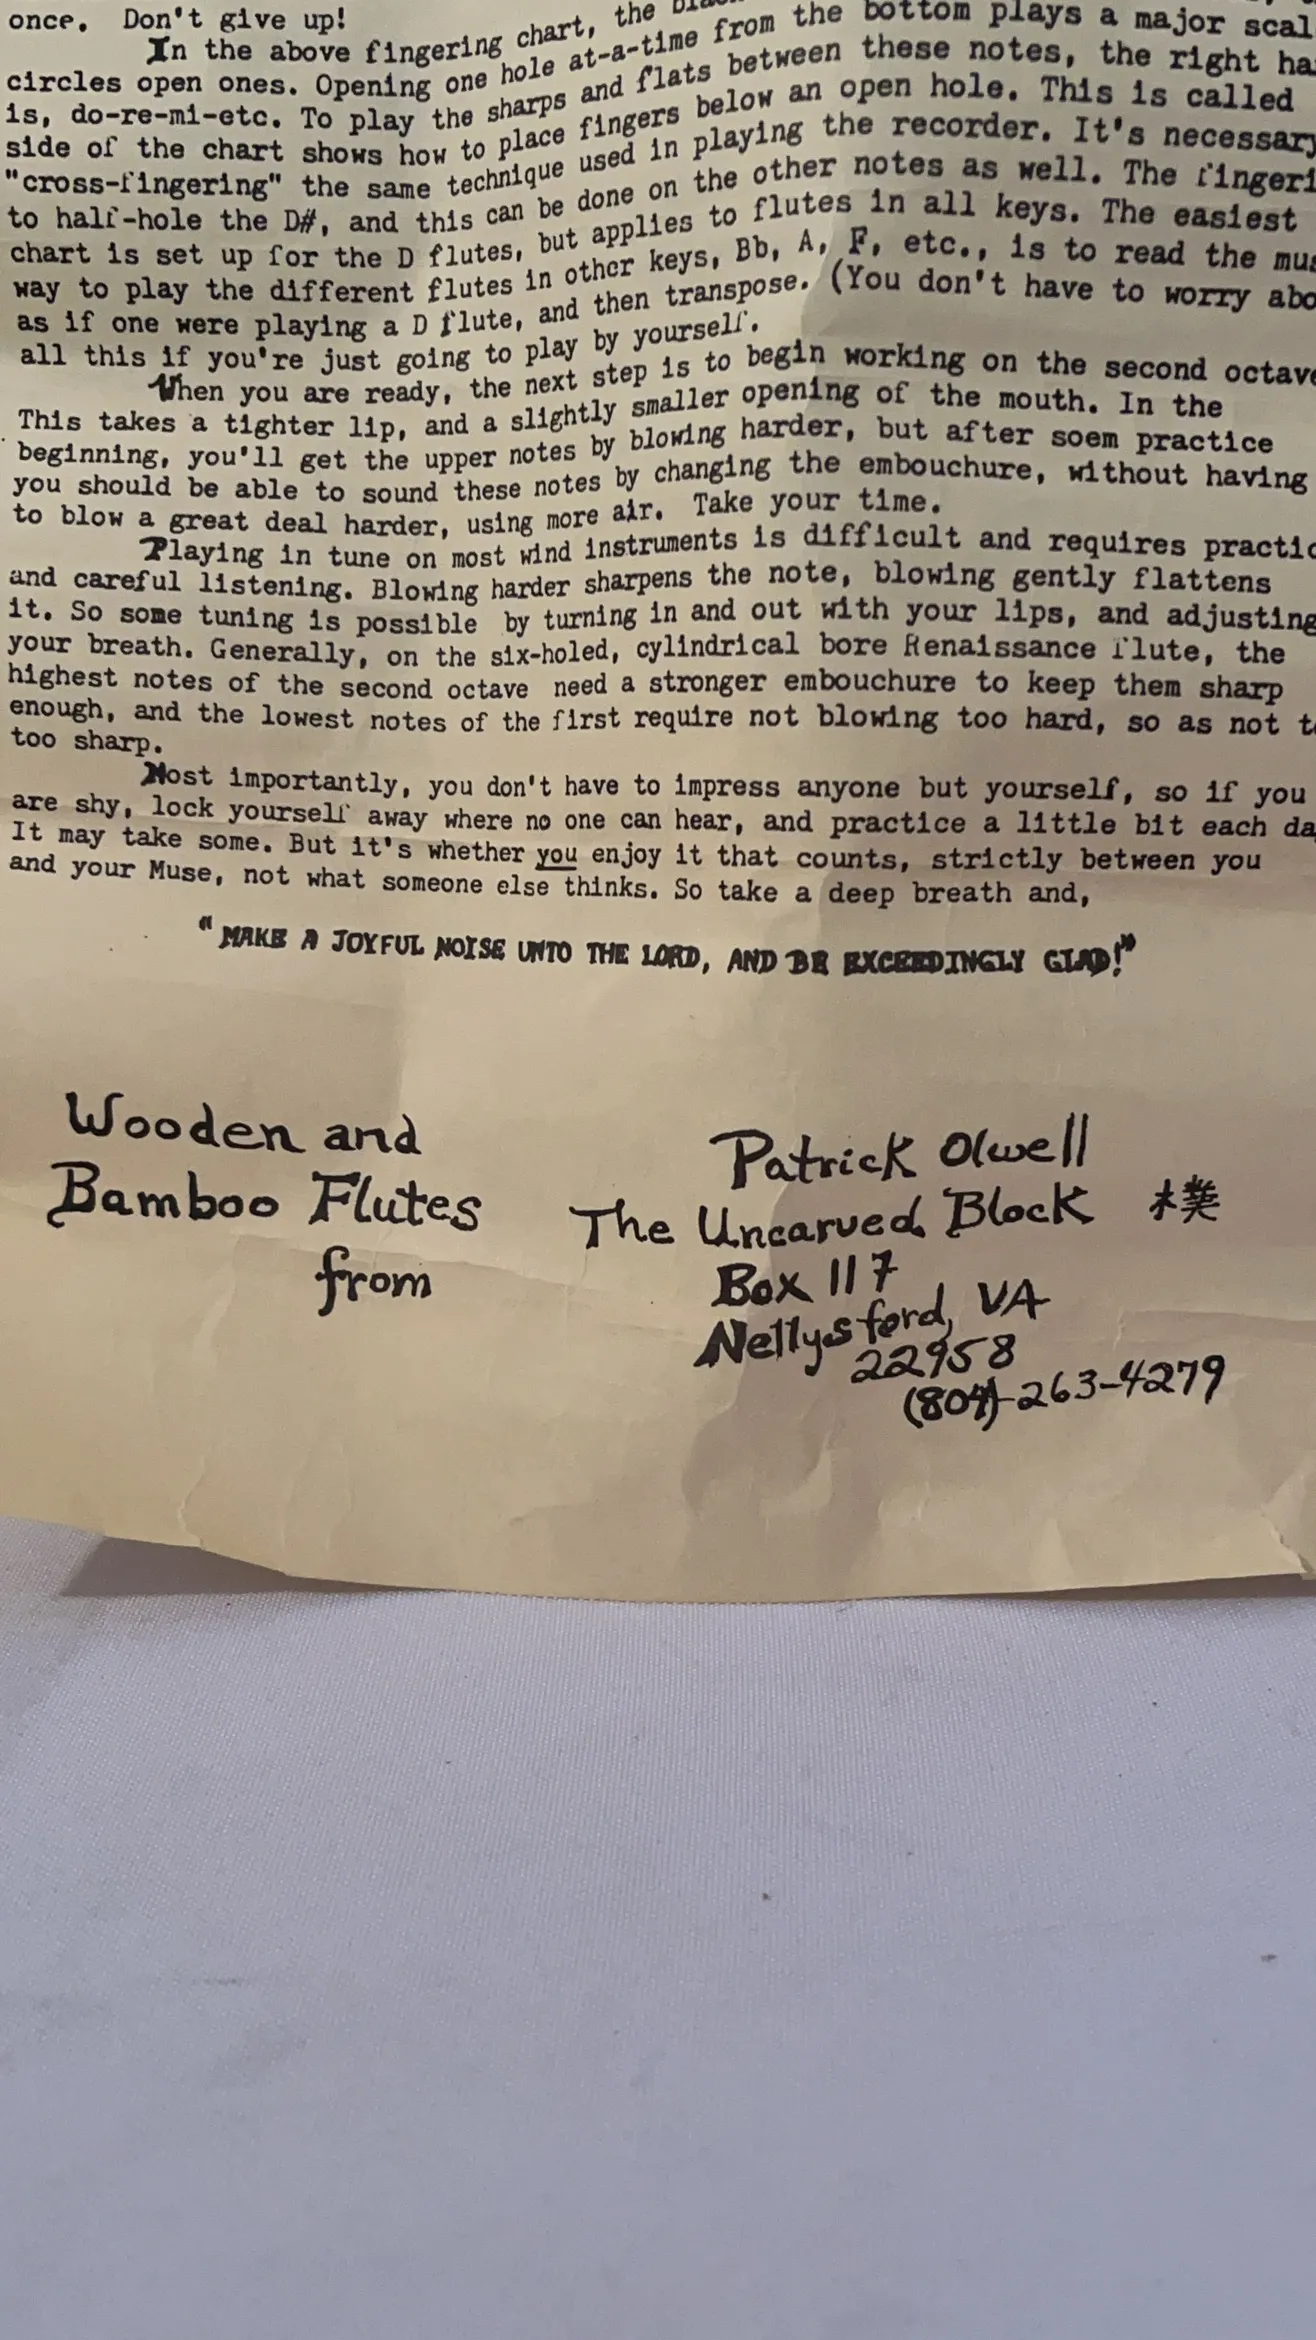 once. Don't give up!
In the above fingering chart, the
circles open ones. Opening one hole at-a-time from the bottom plays a major scal
is, do-re-mi-etc. To play the sharps and flats between these notes, the right ha
side of the chart shows how to place fingers below an open hole. This is called
"cross-fingering" the same technique used in playing the recorder. It's necessary
to half-hole the D#, and this can be done on the other notes as well. The fingeri
chart is set up for the D flutes, but applies to flutes in all keys. The easiest
way to play the different flutes in other keys, Bb, A, F, etc., is to read the mus
as if one were playing a D flute, and then transpose. (You don't have to worry abo
all this if you're just going to play by yourself.
When you are ready, the next step is to begin working on the second octave
This takes a tighter lip, and a slightly smaller opening of the mouth. In the
beginning, you'll get the upper notes by blowing harder, but after soem practice
you should be able to sound these notes by changing the embouchure, without having
to blow a great deal harder, using more air. Take your time.
Playing in tune on most wind instruments is difficult and requires practic
and careful listening. Blowing harder sharpens the note, blowing gently flattens
it. So some tuning is possible by turning in and out with your lips, and adjusting
your breath. Generally, on the six-holed, cylindrical bore Renaissance flute, the
highest notes of the second octave need a stronger embouchure to keep them sharp
enough, and the lowest notes of the first require not blowing too hard, so as not t
too sharp.
Most importantly, you don't have to impress anyone but yourself, so if you
are shy, lock yourself away where no one can hear, and practice a little bit each da
It may take some. But it's whether you enjoy it that counts, strictly between you
and your Muse, not what someone else thinks. So take a deep breath and,
"MAKE A JOYFUL NOISE UNTO THE LORD, AND BE EXCEEDINGLY GLAD!"
Wooden and
Bamboo Flutes
from
Patrick Olwell
The Uncarved Block 樸
Box 117
Nellysford, VA
22958
(804)-263-4279